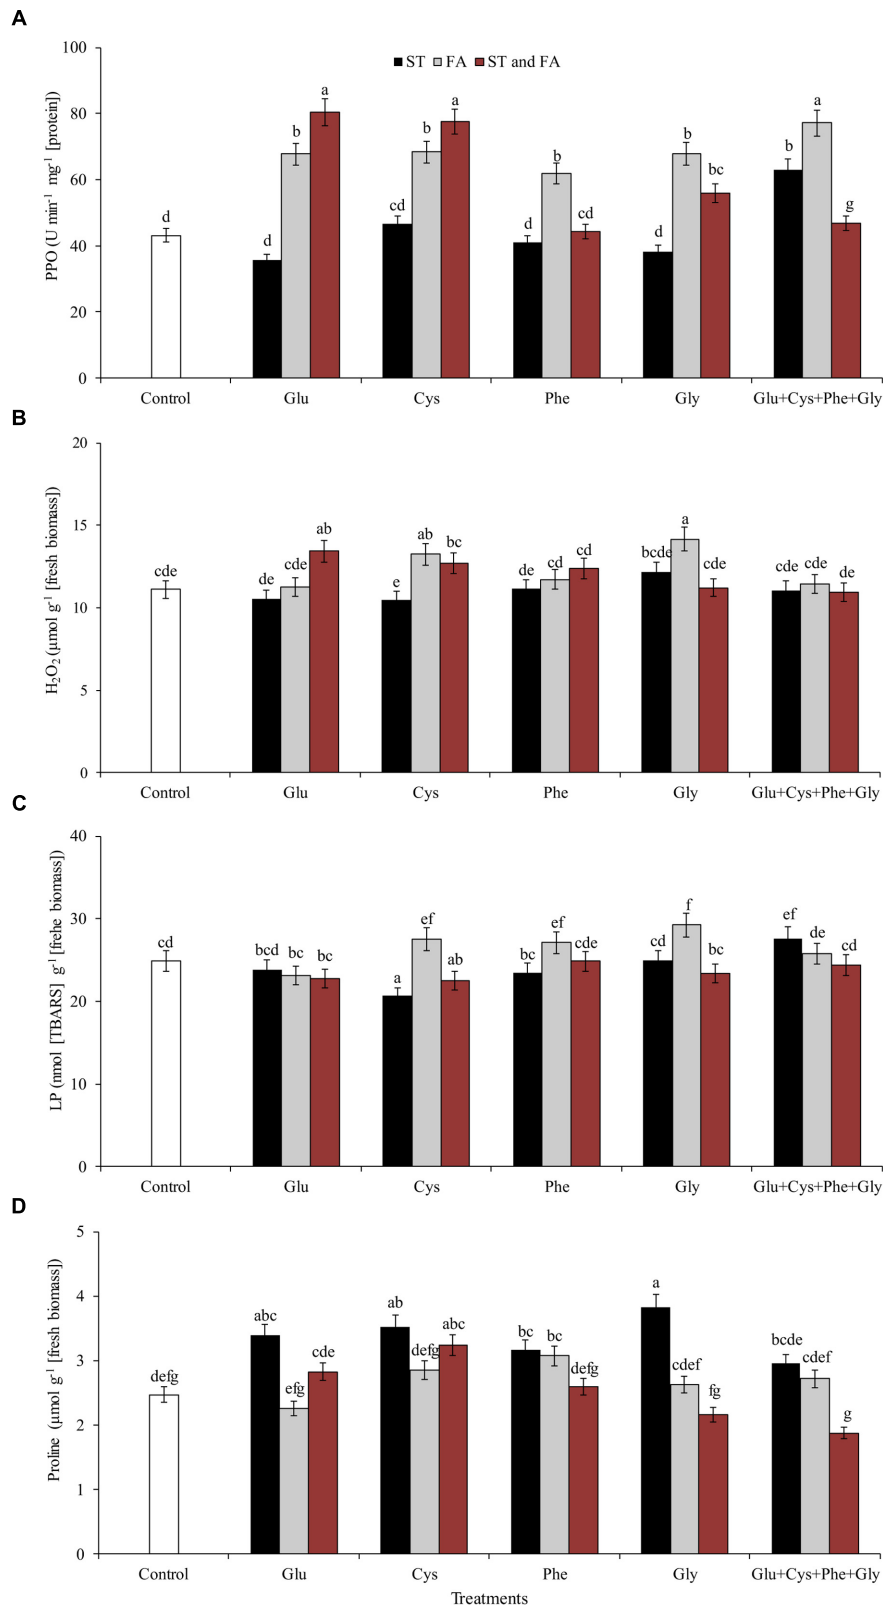 A
PPO (U min-1 mg-1 [protein])
100
80
60
40
20
0
ST FA ST and FA
d
d b a
cd b a
d b cd
d b bc
b a g
Control Glu Cys Phe Gly Glu+Cys+Phe+Gly
B
H2O2 (µmol g-1 [fresh biomass])
20
15
10
5
0
cde
de cde ab
e ab bc
de cd cd
bcde a cde
cde cde de
Control Glu Cys Phe Gly Glu+Cys+Phe+Gly
C
LP (nmol [TBARS] g-1 [frehe biomass])
40
30
20
10
0
cd
bcd bc bc
a ef ab
bc ef cde
cd f bc
ef de cd
Control Glu Cys Phe Gly Glu+Cys+Phe+Gly
D
Proline (µmol g-1 [fresh biomass])
5
4
3
2
1
0
defg
abc efg cde
ab defg abc
bc bc defg
a cdef fg
bcde cdef g
Control Glu Cys Phe Gly Glu+Cys+Phe+Gly
Treatments